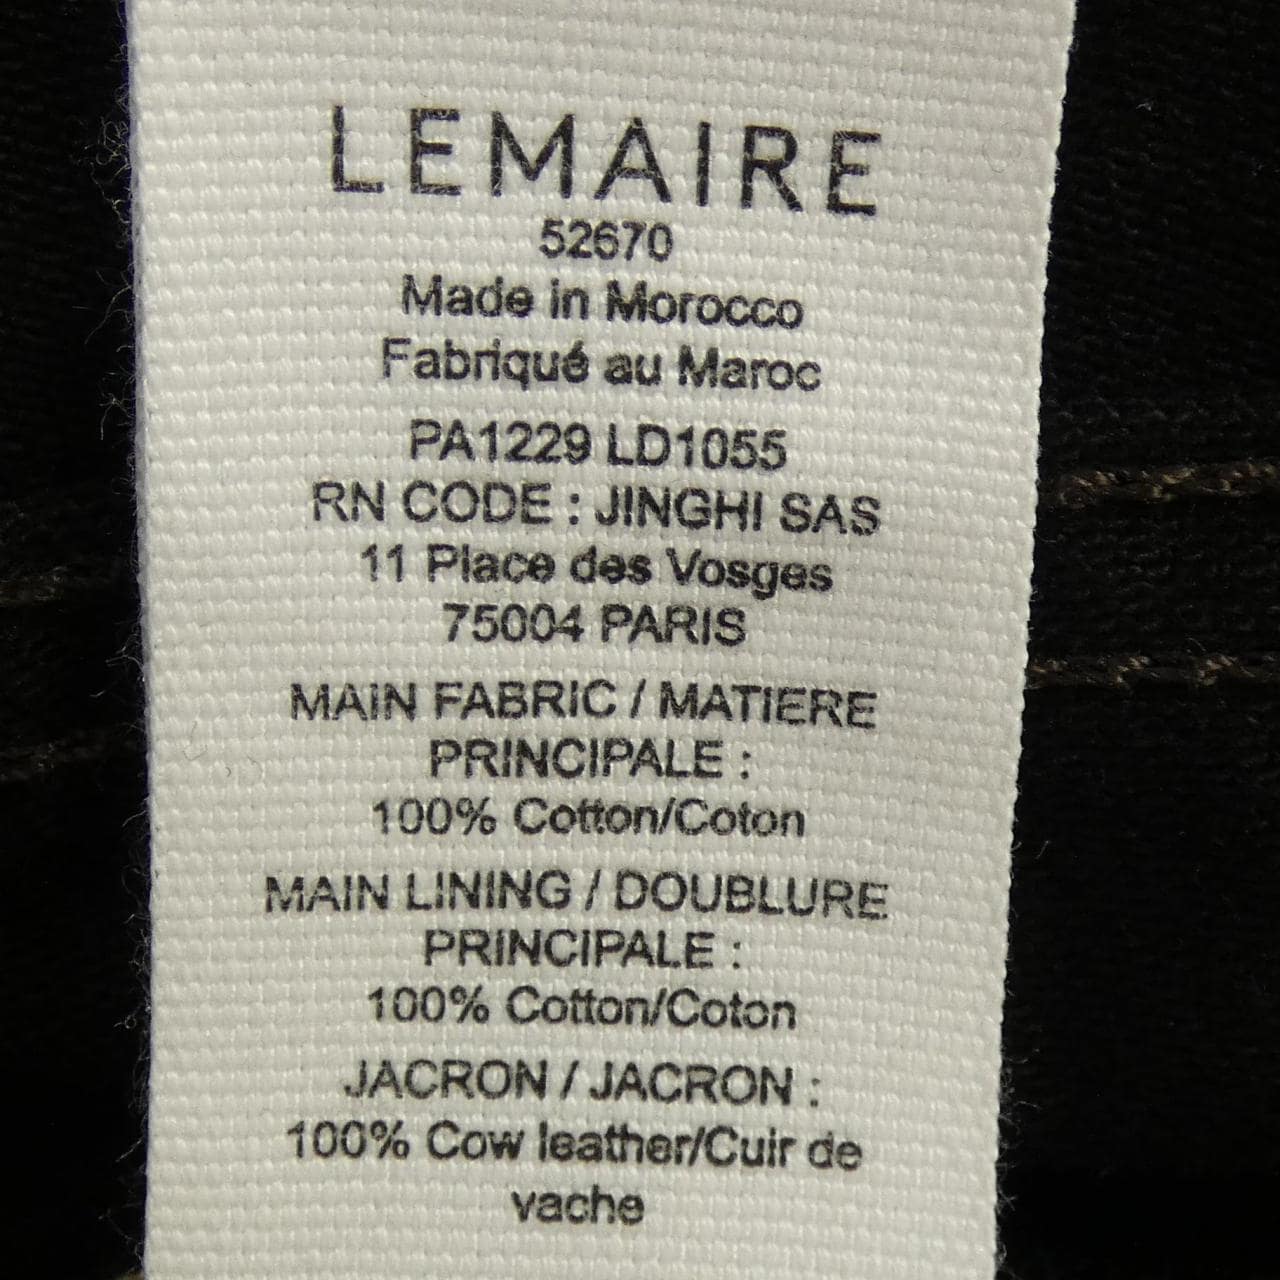 LEMAIRE
52670
Made in Morocco
Fabriqué au Maroc
PA1229 LD1055
RN CODE : JINGHI SAS
11 Place des Vosges
75004 PARIS
MAIN FABRIC / MATIERE
PRINCIPALE :
100% Cotton/Coton
MAIN LINING / DOUBLURE
PRINCIPALE :
100% Cotton/Coton
JACRON / JACRON :
100% Cow leather/Cuir de
vache